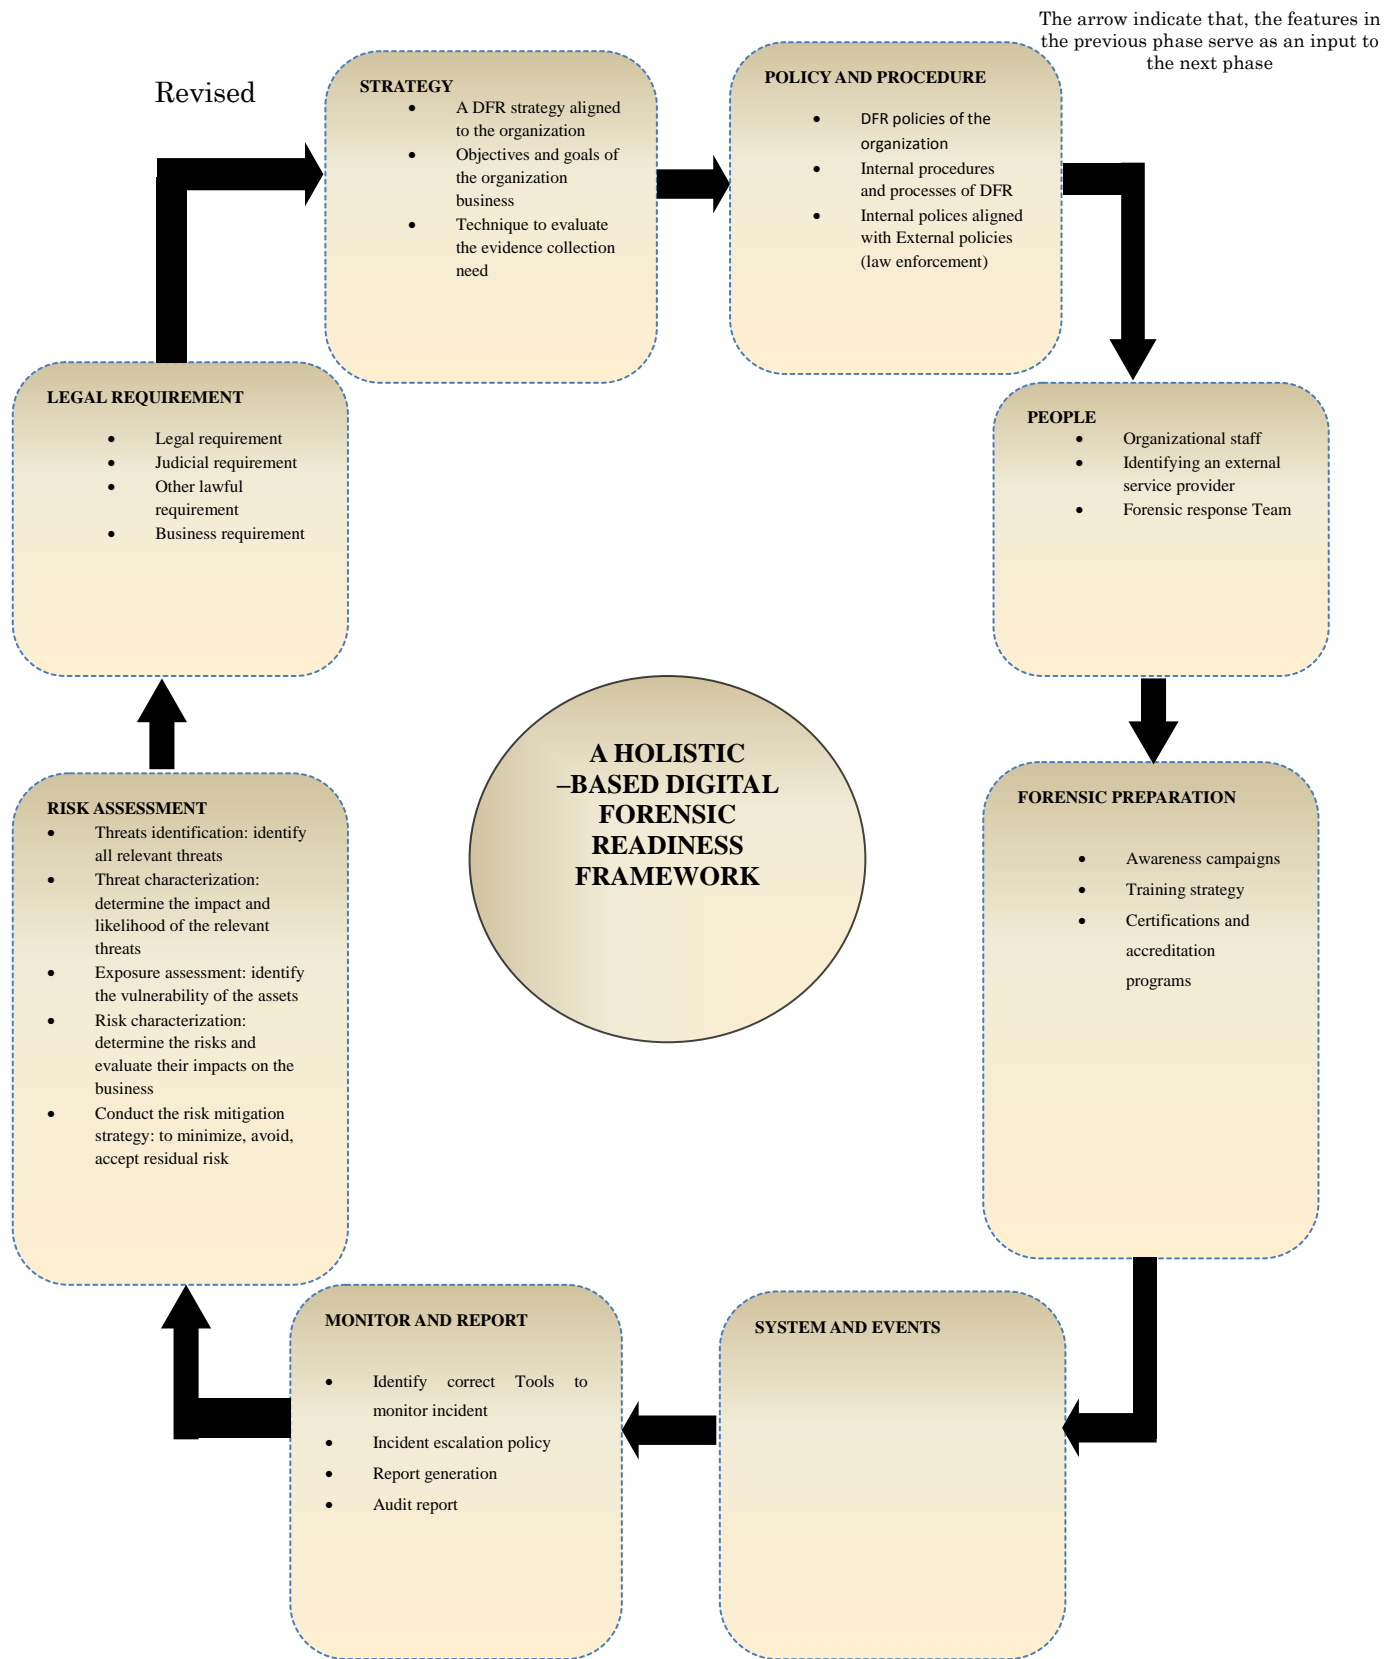 The arrow indicate that, the features in
the previous phase serve as an input to
the next phase
Revised
STRATEGY
• A DFR strategy aligned
to the organization
• Objectives and goals of
the organization
business
• Technique to evaluate
the evidence collection
need
POLICY AND PROCEDURE
• DFR policies of the
organization
• Internal procedures
and processes of DFR
• Internal polices aligned
with External policies
(law enforcement)
PEOPLE
• Organizational staff
• Identifying an external
service provider
• Forensic response Team
FORENSIC PREPARATION
• Awareness campaigns
• Training strategy
• Certifications and
accreditation
programs
SYSTEM AND EVENTS
MONITOR AND REPORT
• Identify correct Tools to
monitor incident
• Incident escalation policy
• Report generation
• Audit report
RISK ASSESSMENT
• Threats identification: identify
all relevant threats
• Threat characterization:
determine the impact and
likelihood of the relevant
threats
• Exposure assessment: identify
the vulnerability of the assets
• Risk characterization:
determine the risks and
evaluate their impacts on the
business
• Conduct the risk mitigation
strategy: to minimize, avoid,
accept residual risk
LEGAL REQUIREMENT
• Legal requirement
• Judicial requirement
• Other lawful
requirement
• Business requirement
A HOLISTIC
–BASED DIGITAL
FORENSIC
READINESS
FRAMEWORK